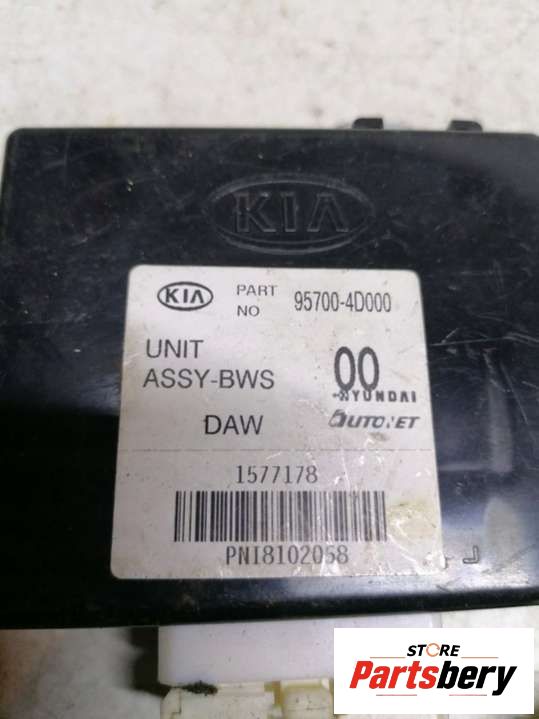 KIA
KIA PART NO 95700-4D000
UNIT
ASSY-BWS
00
HYUNDAI
DAW
AUTONET
1577178
PNI8102058
STORE
Partsbery